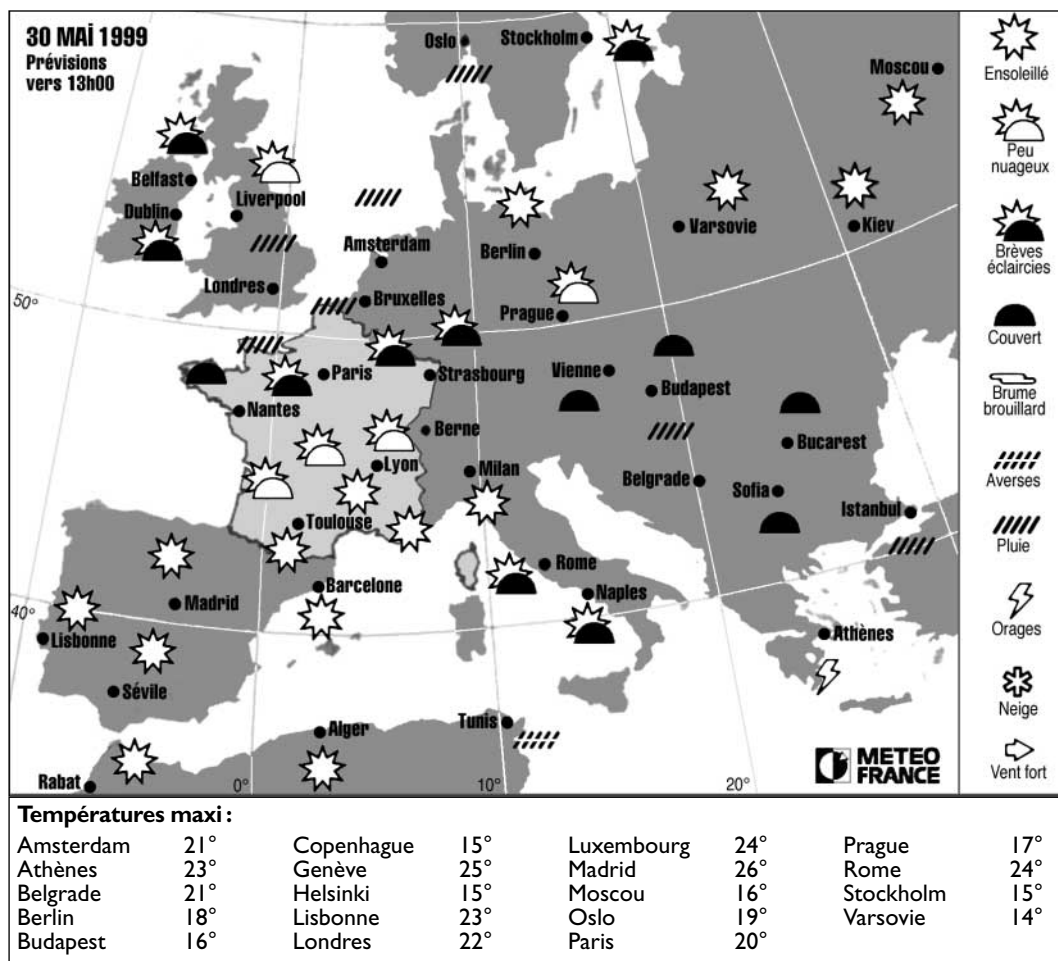 30 MAİ 1999
Prévisions
vers 13h00
Oslo
Stockholm
Moscou
Belfast
Liverpool
Dublin
Amsterdam
Berlin
Varsovie
Kiev
Londres
50°
Bruxelles
Prague
Paris
Strasbourg
Vienne
Budapest
Nantes
Berne
Bucarest
Lyon
Milan
Belgrade
Sofia
Istanbul
Toulouse
Rome
Barcelone
Naples
40°
Madrid
Lisbonne
Athènes
Sévile
Alger
Tunis
Rabat
0°
10°
20°
METEO
FRANCE
Ensoleillé
Peu
nuageux
Brèves
éclaircies
Couvert
Brume
brouillard
Averses
Pluie
Orages
Neige
Vent fort
Températures maxi :
Amsterdam 21° Copenhague 15° Luxembourg 24° Prague 17°
Athènes 23° Genève 25° Madrid 26° Rome 24°
Belgrade 21° Helsinki 15° Moscou 16° Stockholm 15°
Berlin 18° Lisbonne 23° Oslo 19° Varsovie 14°
Budapest 16° Londres 22° Paris 20°